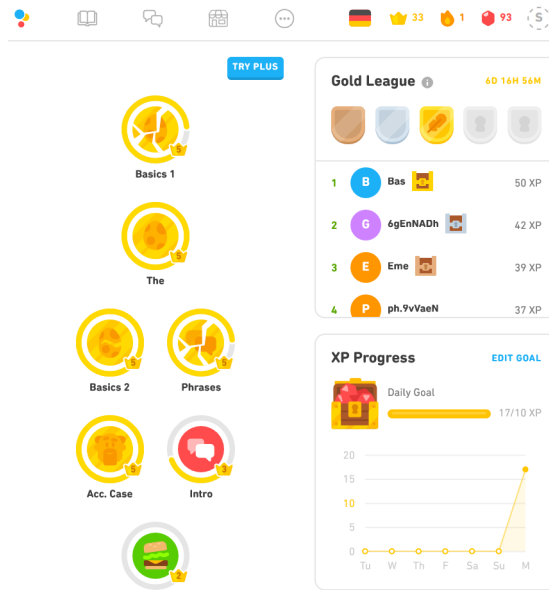 33
1
93
S
TRY PLUS
5
Basics 1
5
The
5
Basics 2
5
Phrases
5
Acc. Case
3
Intro
2
Gold League
6D 16H 56M
1 B Bas 50 XP
2 G 6gEnNADh 42 XP
3 E Eme 39 XP
4 P ph.9vVaeN 37 XP
XP Progress
EDIT GOAL
Daily Goal
17/10 XP
20
15
10
5
0
Tu W Th F Sa Su M